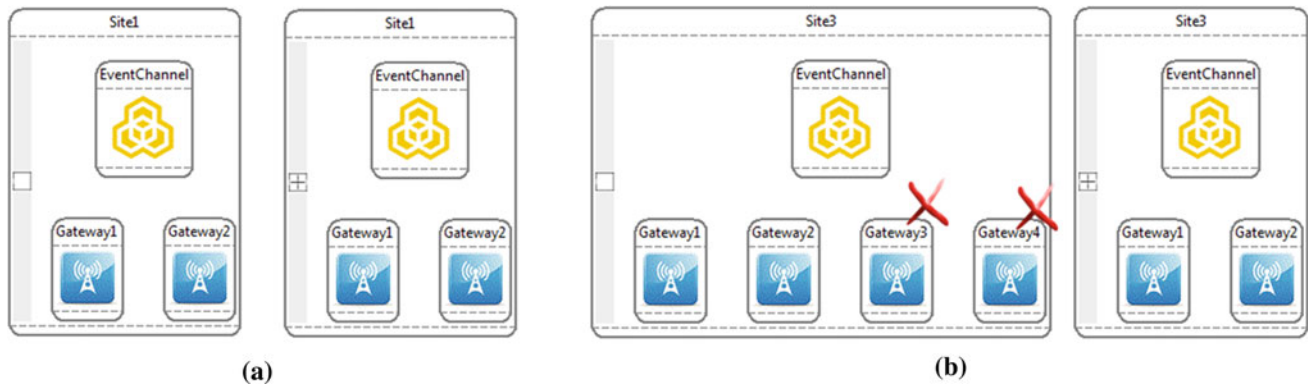 Site1
EventChannel
Gateway1 Gateway2
Site1
EventChannel
Gateway1 Gateway2
(a)
Site3
EventChannel
Gateway1 Gateway2 Gateway3 Gateway4
Site3
EventChannel
Gateway1 Gateway2
(b)